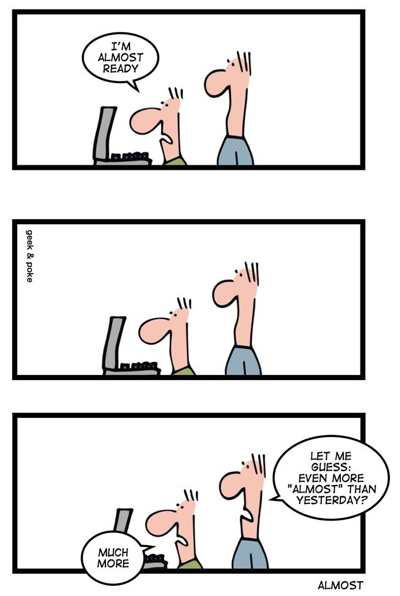 I'M
ALMOST
READY
geek & poke
LET ME
GUESS:
EVEN MORE
"ALMOST" THAN
YESTERDAY?
MUCH
MORE
ALMOST